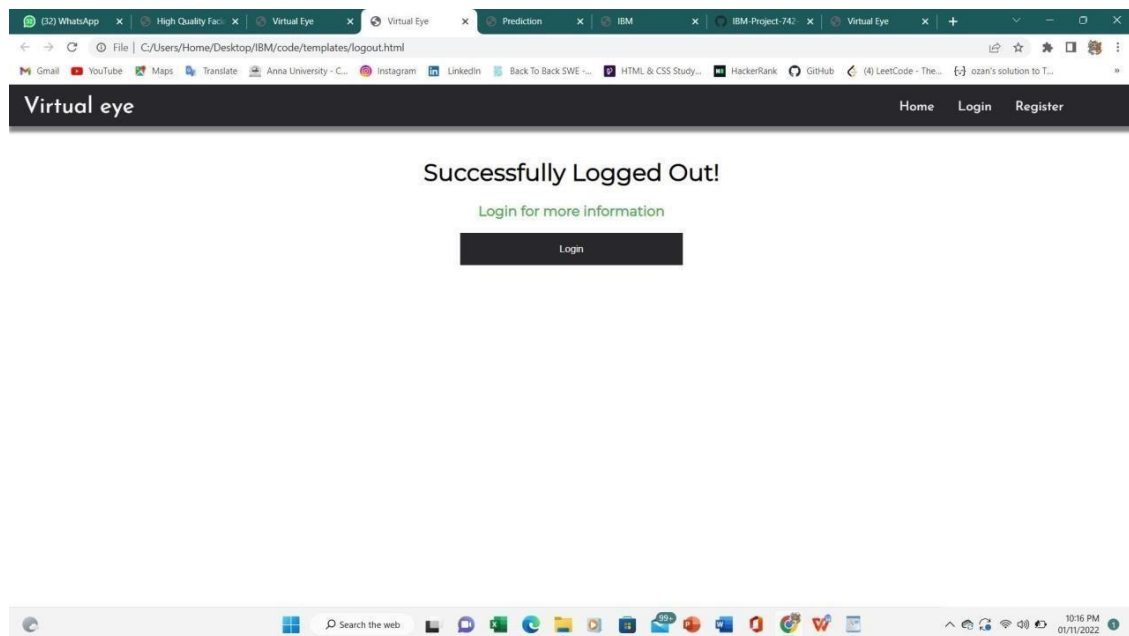 (32) WhatsApp
High Quality Faci
Virtual Eye
Virtual Eye
Prediction
IBM
IBM-Project-742
Virtual Eye
File | C:/Users/Home/Desktop/IBM/code/templates/logout.html
Gmail YouTube Maps Translate Anna University - C... Instagram LinkedIn Back To Back SWE -... HTML & CSS Study... HackerRank GitHub (4) LeetCode - The... ozan's solution to T...
Virtual eye
Home Login Register
Successfully Logged Out!
Login for more information
Login
Search the web
99+
10:16 PM
01/11/2022
1